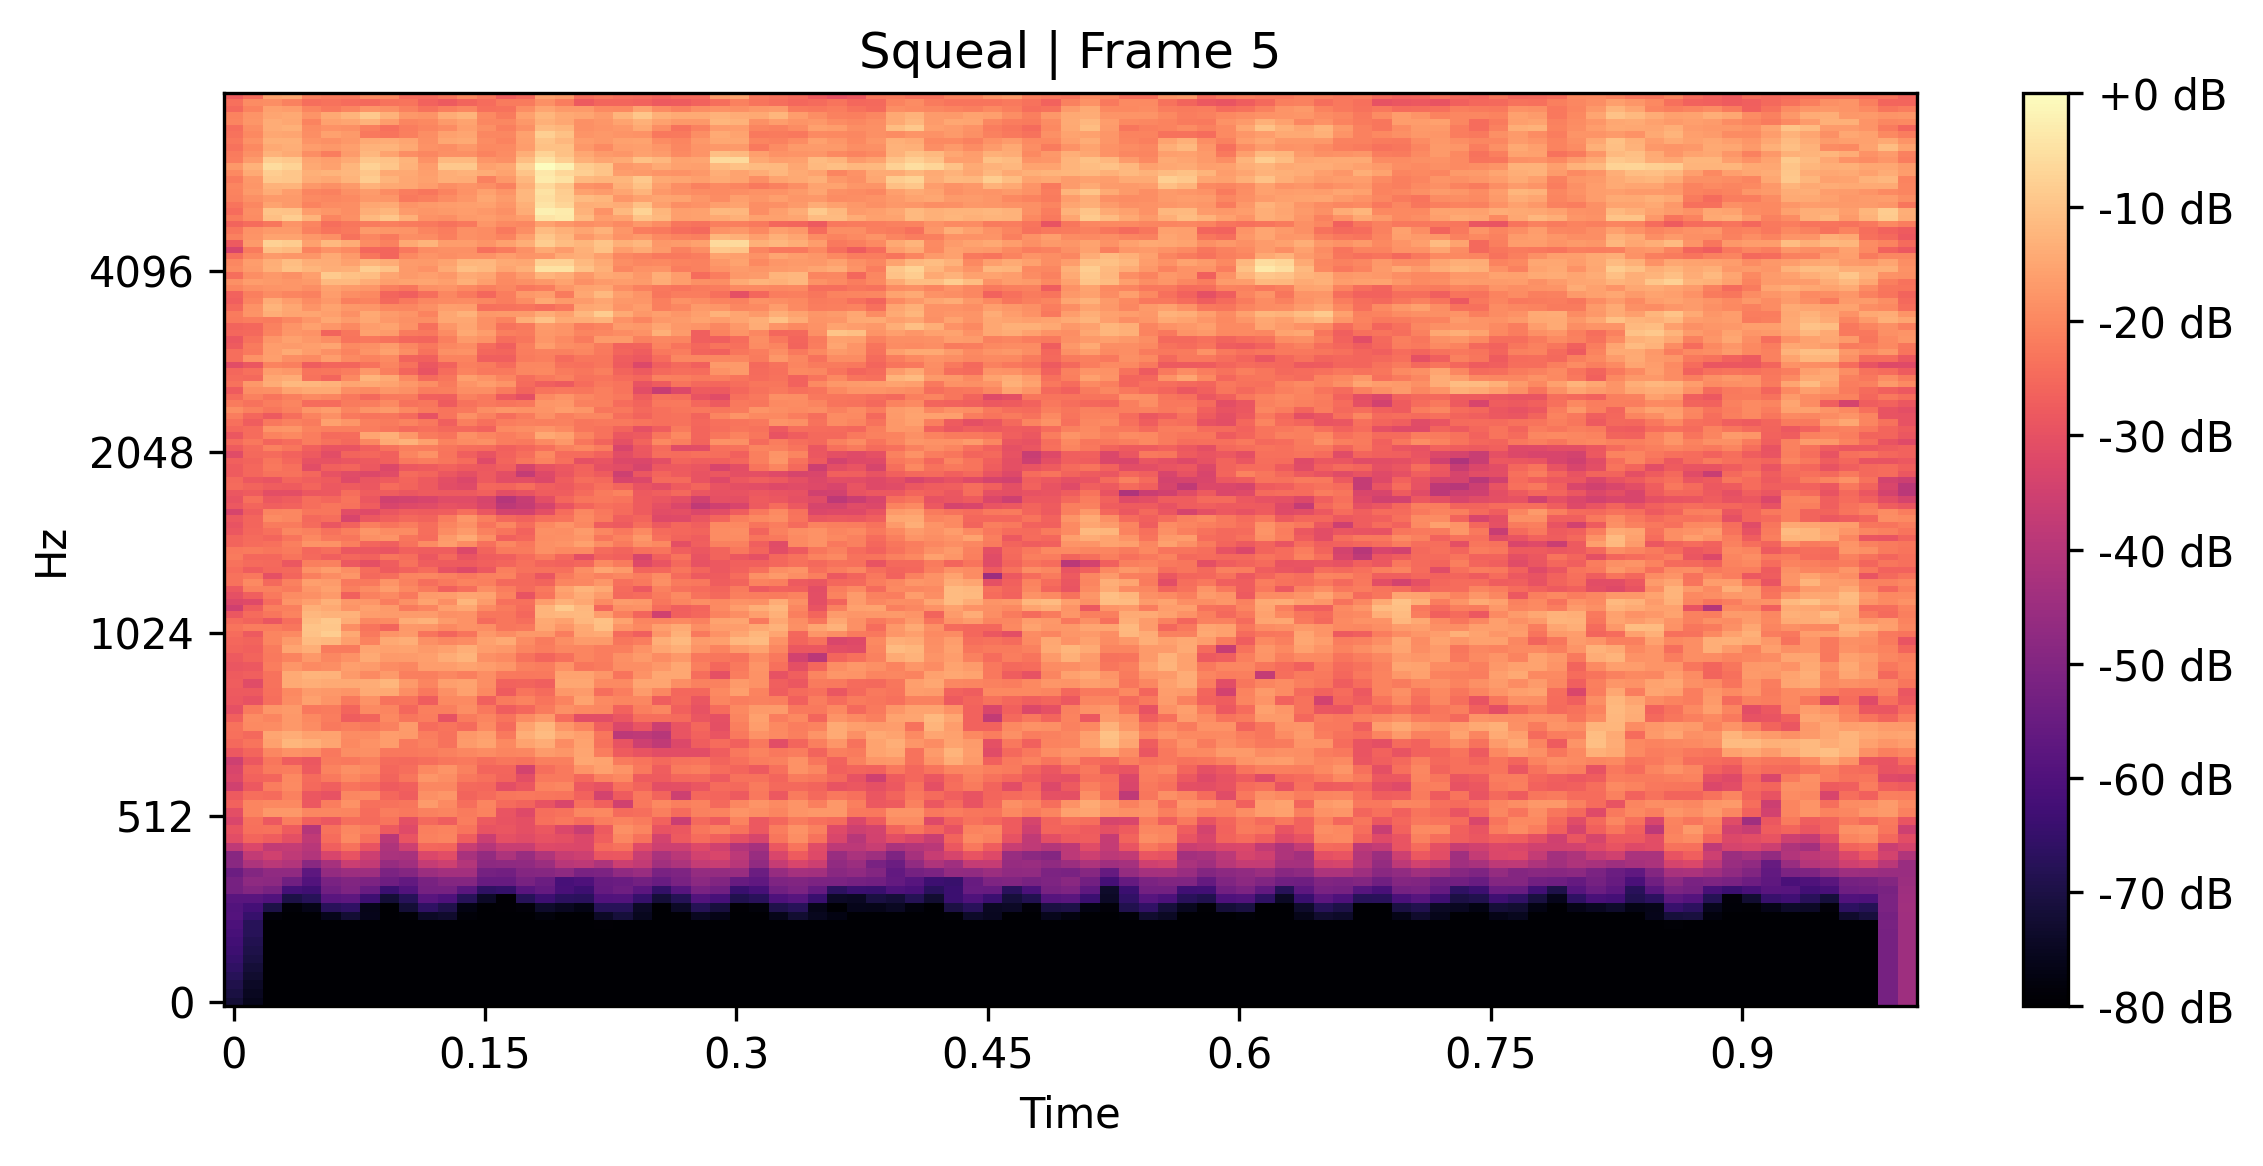 Squeal | Frame 5
+0 dB
-10 dB
-20 dB
-30 dB
-40 dB
-50 dB
-60 dB
-70 dB
-80 dB
Hz
4096
2048
1024
512
0
0 0.15 0.3 0.45 0.6 0.75 0.9
Time